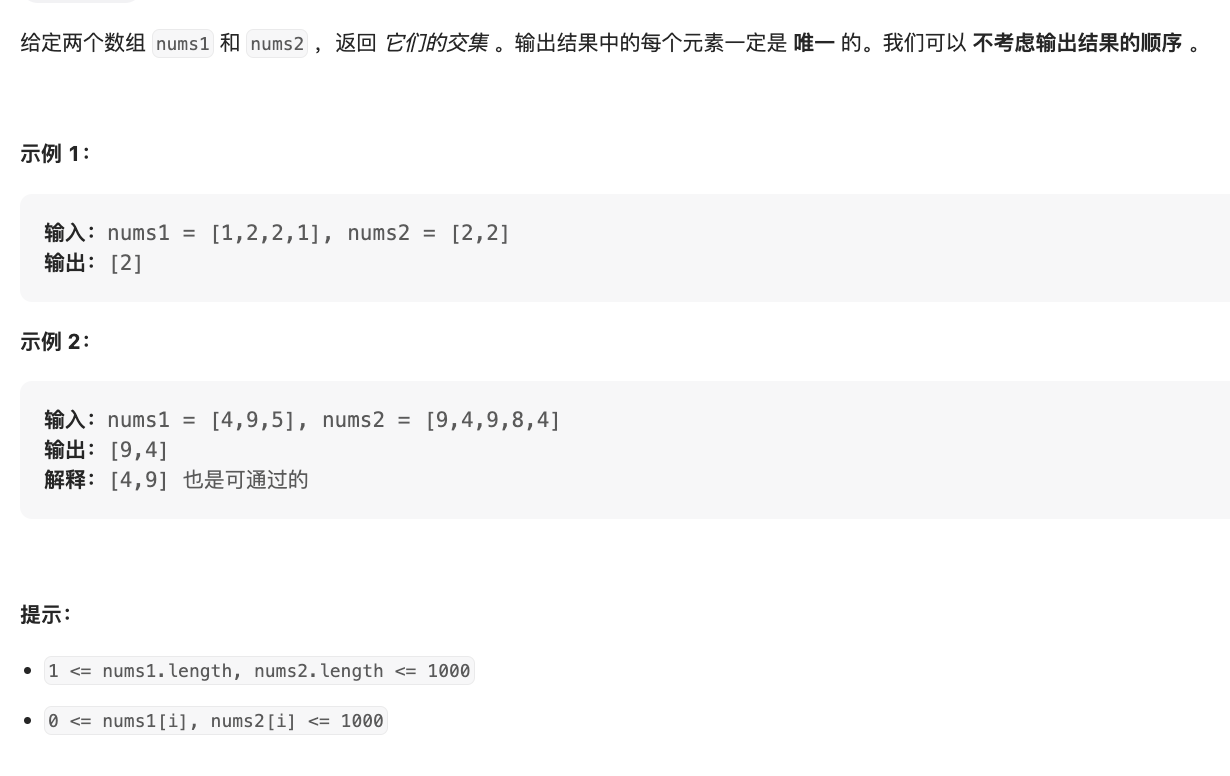 给定两个数组 nums1 和 nums2 ，返回 它们的交集 。输出结果中的每个元素一定是 唯一 的。我们可以 不考虑输出结果的顺序 。
示例 1：
输入：nums1 = [1,2,2,1], nums2 = [2,2]
输出：[2]
示例 2：
输入：nums1 = [4,9,5], nums2 = [9,4,9,8,4]
输出：[9,4]
解释：[4,9] 也是可通过的
提示：
• 1 <= nums1.length, nums2.length <= 1000
• 0 <= nums1[i], nums2[i] <= 1000